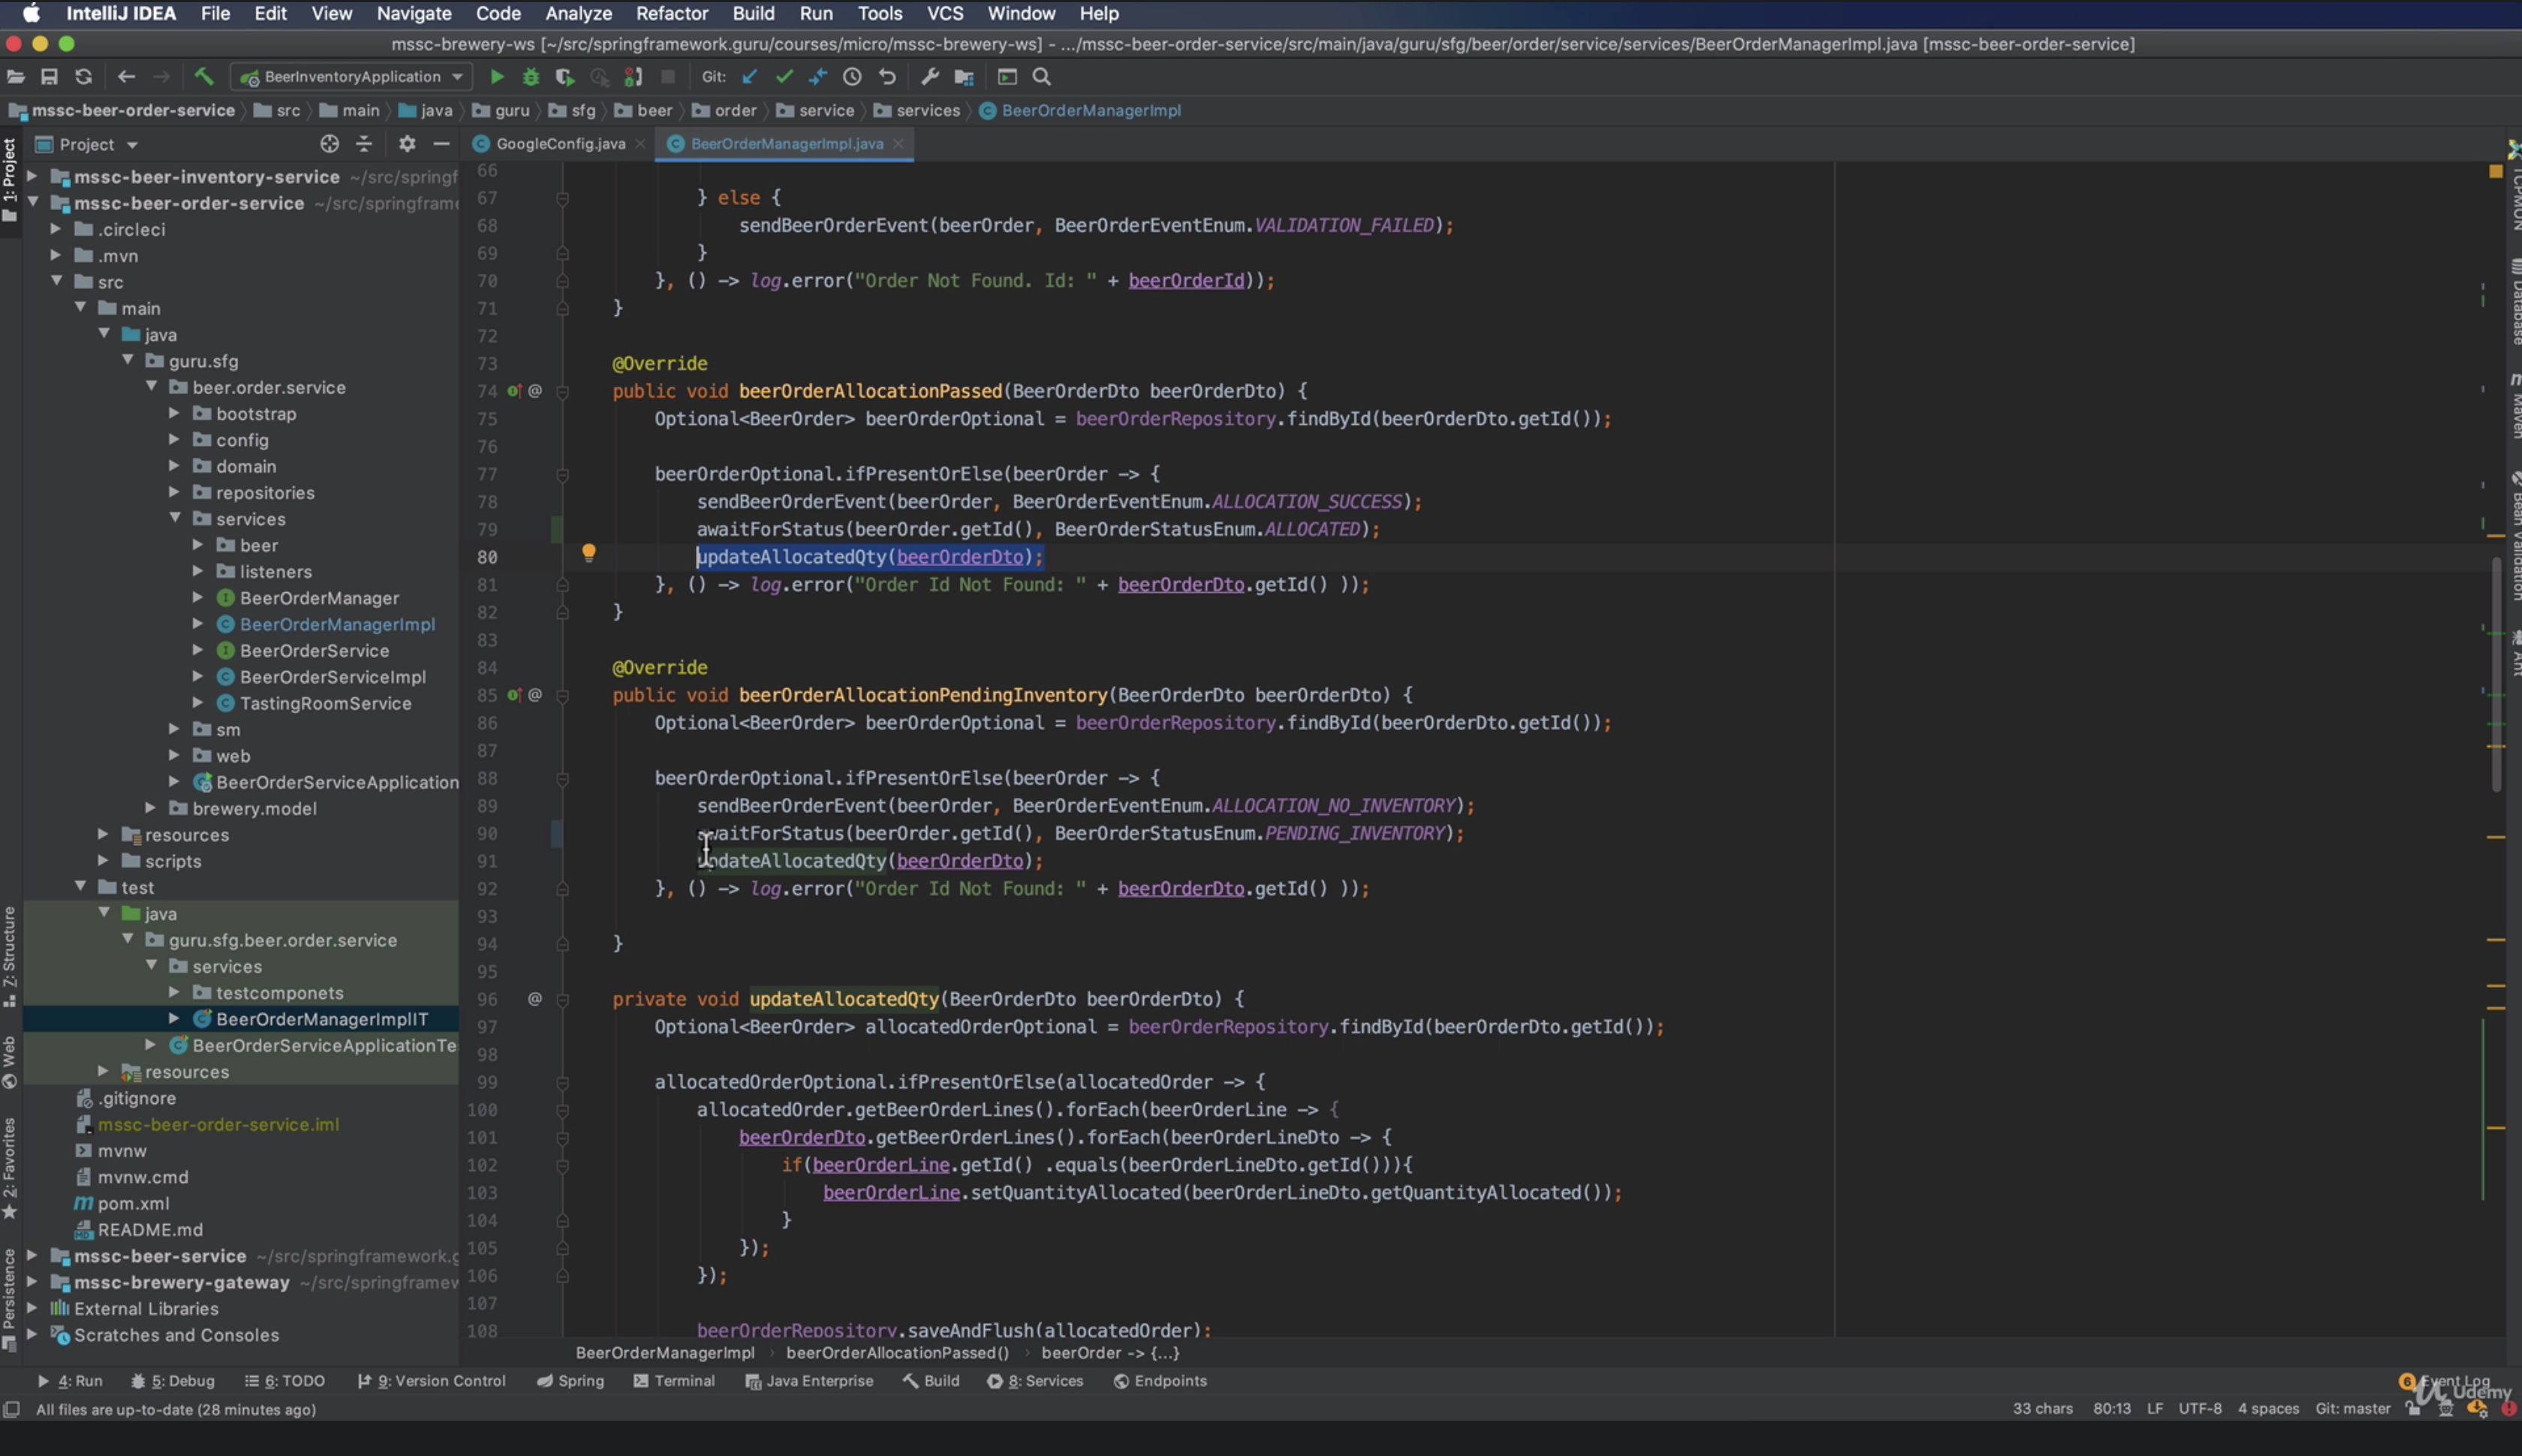 IntelliJ IDEA File Edit View Navigate Code Analyze Refactor Build Run Tools VCS Window Help
mssc-brewery-ws [~/src/springframework.guru/courses/micro/mssc-brewery-ws] - .../mssc-beer-order-service/src/main/java/guru/sfg/beer/order/service/services/BeerOrderManagerImpl.java [mssc-beer-order-service]
BeerInventoryApplication Git:
mssc-beer-order-service src main java guru sfg beer order service services BeerOrderManagerImpl
Project GoogleConfig.java BeerOrderManagerImpl.java
1: Project
Z: Structure
Web
2: Favorites
Persistence
mssc-beer-inventory-service ~/src/springf
mssc-beer-order-service ~/src/springframe
.circleci
.mvn
src
main
java
guru.sfg
beer.order.service
bootstrap
config
domain
repositories
services
beer
listeners
BeerOrderManager
BeerOrderManagerImpl
BeerOrderService
BeerOrderServiceImpl
TastingRoomService
sm
web
BeerOrderServiceApplication
brewery.model
resources
scripts
test
java
guru.sfg.beer.order.service
services
testcomponets
BeerOrderManagerImplIT
BeerOrderServiceApplicationTe
resources
.gitignore
mssc-beer-order-service.iml
mvnw
mvnw.cmd
pom.xml
README.md
mssc-beer-service ~/src/springframework.g
mssc-brewery-gateway ~/src/springframew
External Libraries
Scratches and Consoles
66
67 } else {
68 sendBeerOrderEvent(beerOrder, BeerOrderEventEnum.VALIDATION_FAILED);
69 }
70 }, () -> log.error("Order Not Found. Id: " + beerOrderId));
71 }
72
73 @Override
74 public void beerOrderAllocationPassed(BeerOrderDto beerOrderDto) {
75 Optional<BeerOrder> beerOrderOptional = beerOrderRepository.findById(beerOrderDto.getId());
76
77 beerOrderOptional.ifPresentOrElse(beerOrder -> {
78 sendBeerOrderEvent(beerOrder, BeerOrderEventEnum.ALLOCATION_SUCCESS);
79 awaitForStatus(beerOrder.getId(), BeerOrderStatusEnum.ALLOCATED);
80 updateAllocatedQty(beerOrderDto);
81 }, () -> log.error("Order Id Not Found: " + beerOrderDto.getId() ));
82 }
83
84 @Override
85 public void beerOrderAllocationPendingInventory(BeerOrderDto beerOrderDto) {
86 Optional<BeerOrder> beerOrderOptional = beerOrderRepository.findById(beerOrderDto.getId());
87
88 beerOrderOptional.ifPresentOrElse(beerOrder -> {
89 sendBeerOrderEvent(beerOrder, BeerOrderEventEnum.ALLOCATION_NO_INVENTORY);
90 awaitForStatus(beerOrder.getId(), BeerOrderStatusEnum.PENDING_INVENTORY);
91 updateAllocatedQty(beerOrderDto);
92 }, () -> log.error("Order Id Not Found: " + beerOrderDto.getId() ));
93
94 }
95
96 private void updateAllocatedQty(BeerOrderDto beerOrderDto) {
97 Optional<BeerOrder> allocatedOrderOptional = beerOrderRepository.findById(beerOrderDto.getId());
98
99 allocatedOrderOptional.ifPresentOrElse(allocatedOrder -> {
100 allocatedOrder.getBeerOrderLines().forEach(beerOrderLine -> {
101 beerOrderDto.getBeerOrderLines().forEach(beerOrderLineDto -> {
102 if(beerOrderLine.getId() .equals(beerOrderLineDto.getId())){
103 beerOrderLine.setQuantityAllocated(beerOrderLineDto.getQuantityAllocated());
104 }
105 });
106 });
107
108 beerOrderRepository.saveAndFlush(allocatedOrder);
BeerOrderManagerImpl beerOrderAllocationPassed() beerOrder -> {...}
TCPMON
Database
Maven
Bean Validation
Ant
4: Run 5: Debug 6: TODO 9: Version Control Spring Terminal Java Enterprise Build 8: Services Endpoints 6 Event Log
Udemy
All files are up-to-date (28 minutes ago) 33 chars 80:13 LF UTF-8 4 spaces Git: master